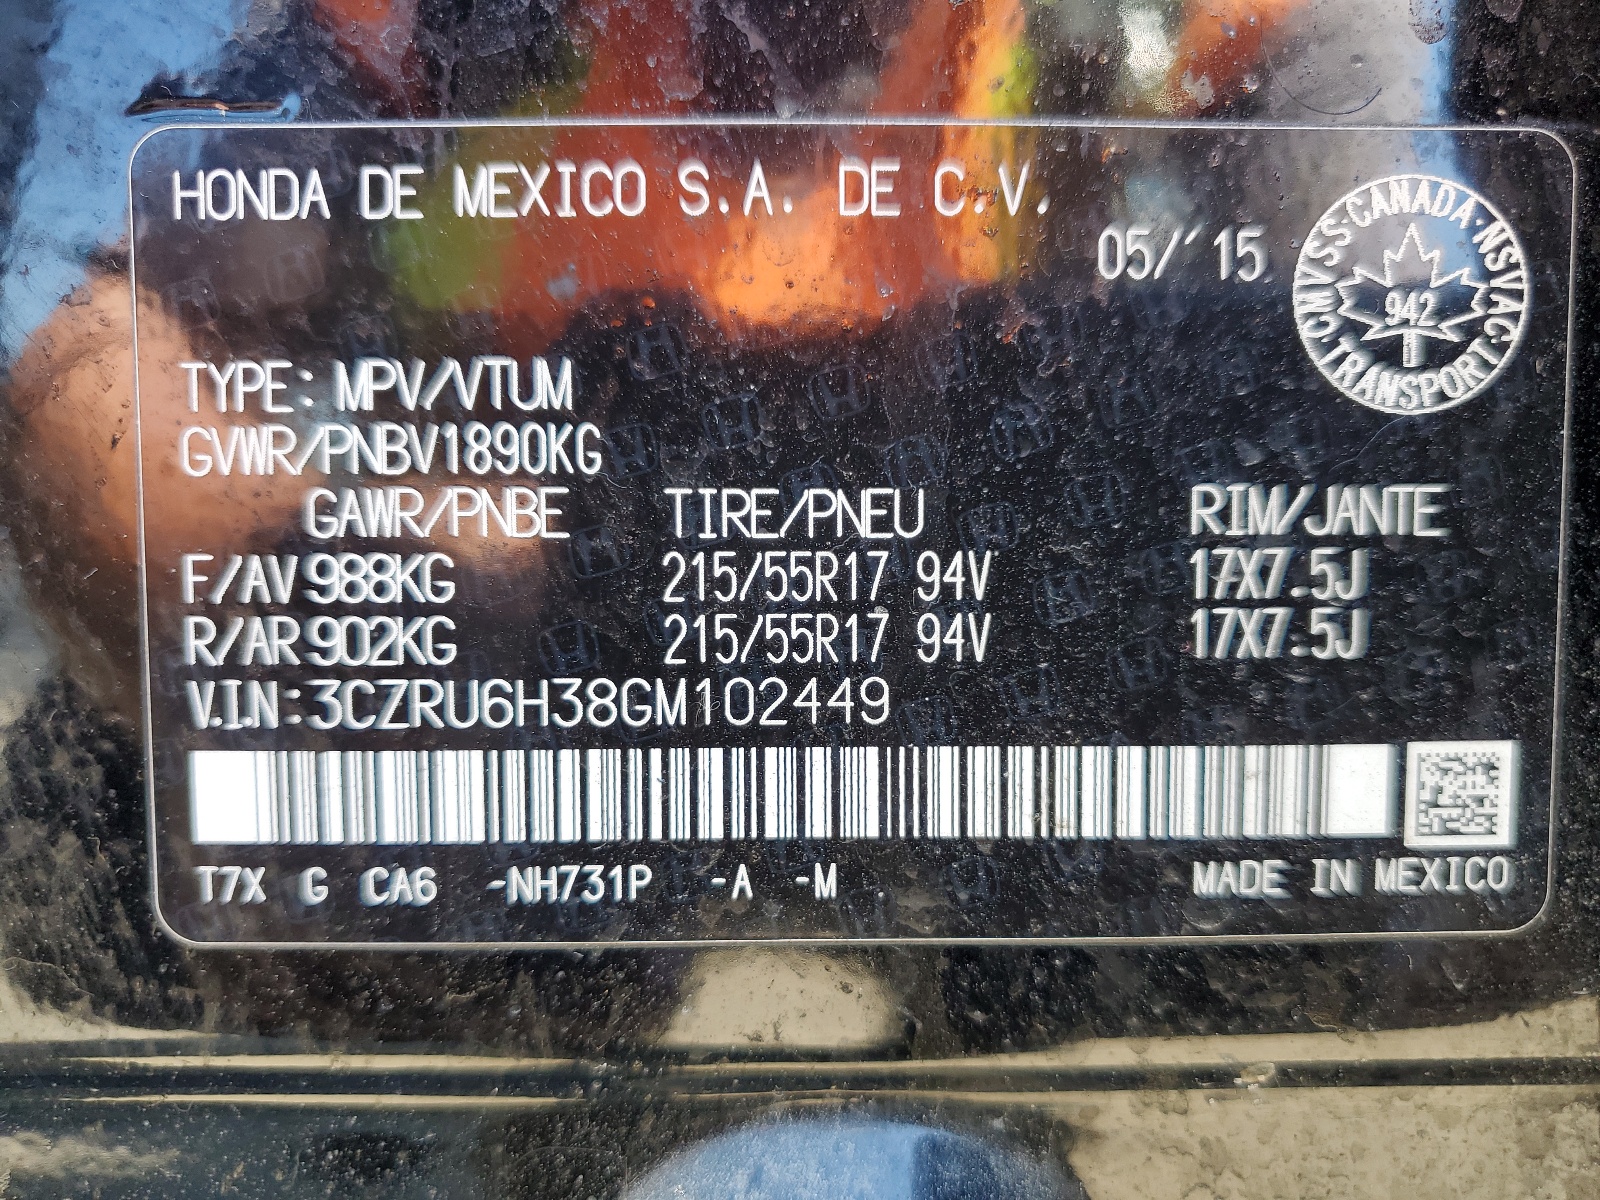 HONDA DE MEXICO S.A. DE C.V.
05/'15
CMVSS·CANADA·NSVAC·TRANSPORT
942
TYPE: MPV/VTUM
GVWR/PNBV1890KG
GAWR/PNBE TIRE/PNEU RIM/JANTE
F/AV 988KG 215/55R17 94V 17X7.5J
R/AR 902KG 215/55R17 94V 17X7.5J
V.I.N: 3CZRU6H38GM102449
T7X G CA6 -NH731P -A -M MADE IN MEXICO